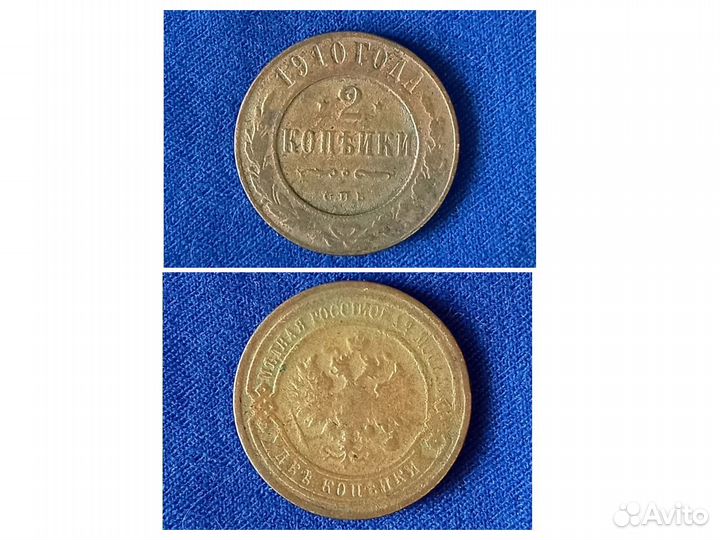 1910 ГОДА
* 2 *
КОПѢЙКИ
С.П.Б.
МѢДНАЯ РОССІЙСКАЯ МОНЕТА
ДВѢ КОПѢЙКИ
Avito